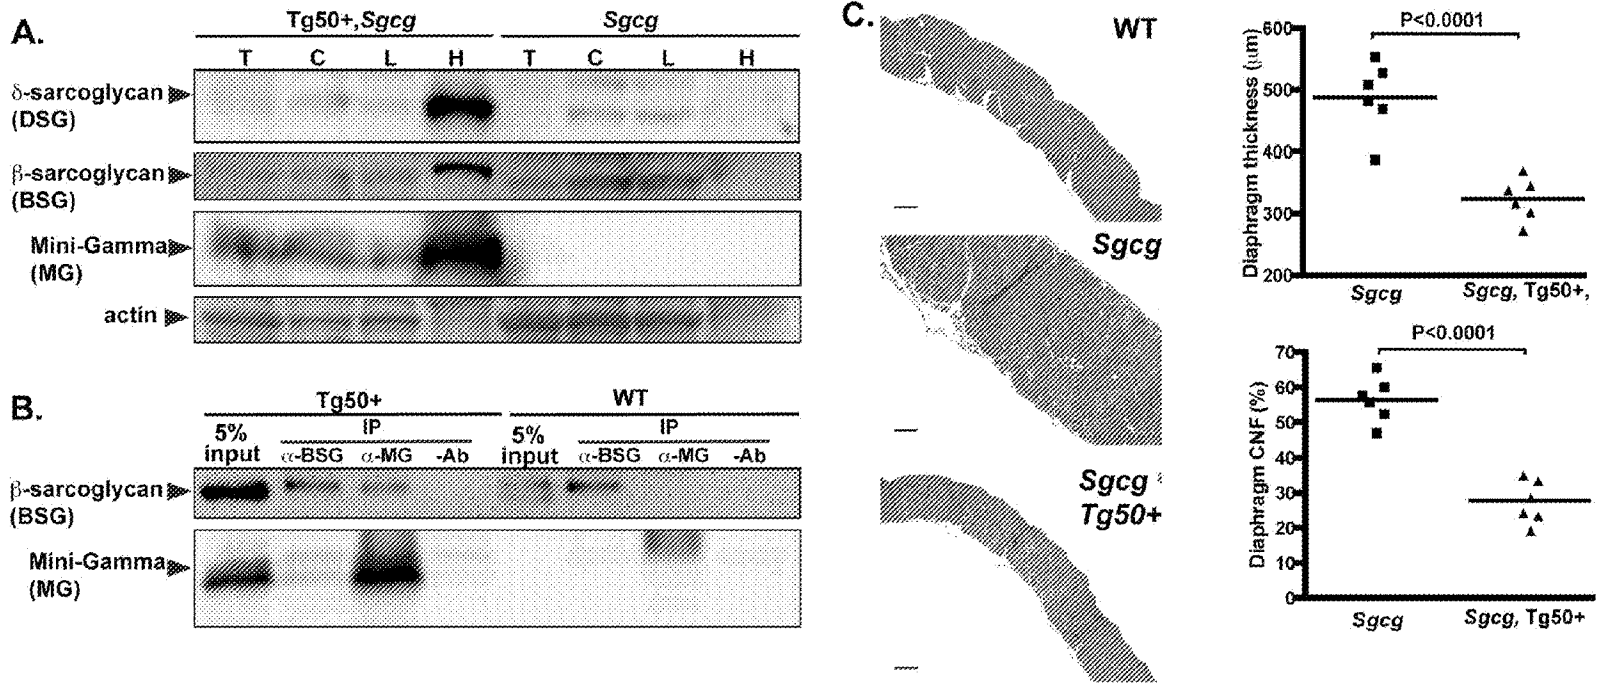 A.
Tg50+,Sgcg
Sgcg
T C L H T C L H
δ-sarcoglycan
(DSG)
β-sarcoglycan
(BSG)
Mini-Gamma
(MG)
actin
B.
Tg50+
WT
5%
input
IP
α-BSG α-MG -Ab
5%
input
IP
α-BSG α-MG -Ab
β-sarcoglycan
(BSG)
Mini-Gamma
(MG)
C.
WT
Sgcg
Sgcg
Tg50+
P<0.0001
Diaphragm thickness (µm)
600
500
400
300
200
Sgcg
Sgcg, Tg50+,
P<0.0001
Diaphragm CNF (%)
70
60
50
40
30
20
10
0
Sgcg
Sgcg, Tg50+